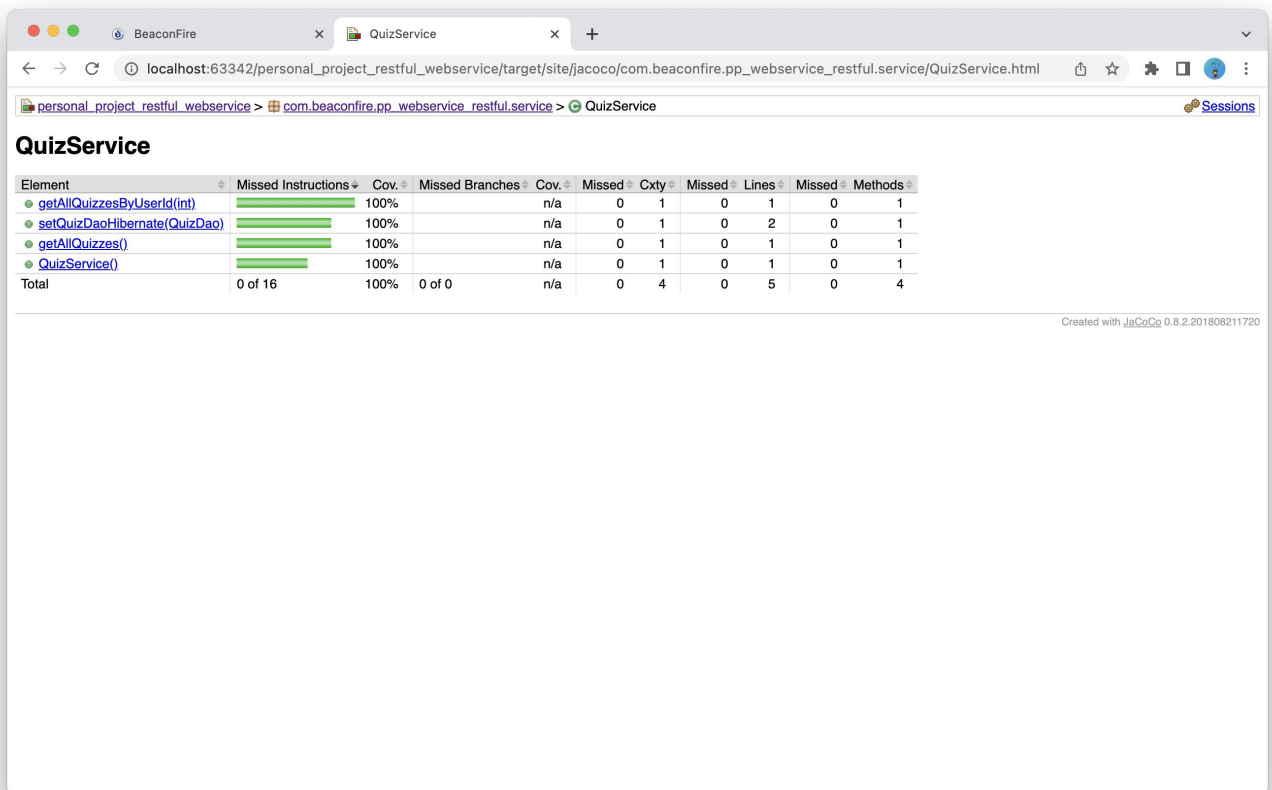 BeaconFire
QuizService
localhost:63342/personal_project_restful_webservice/target/site/jacoco/com.beaconfire.pp_webservice_restful.service/QuizService.html
personal_project_restful_webservice > com.beaconfire.pp_webservice_restful.service > QuizService Sessions
QuizService
Element Missed Instructions Cov. Missed Branches Cov. Missed Cxty Missed Lines Missed Methods
getAllQuizzesByUserId(int) 100% n/a 0 1 0 1 0 1
setQuizDaoHibernate(QuizDao) 100% n/a 0 1 0 2 0 1
getAllQuizzes() 100% n/a 0 1 0 1 0 1
QuizService() 100% n/a 0 1 0 1 0 1
Total 0 of 16 100% 0 of 0 n/a 0 4 0 5 0 4
Created with JaCoCo 0.8.2.201808211720